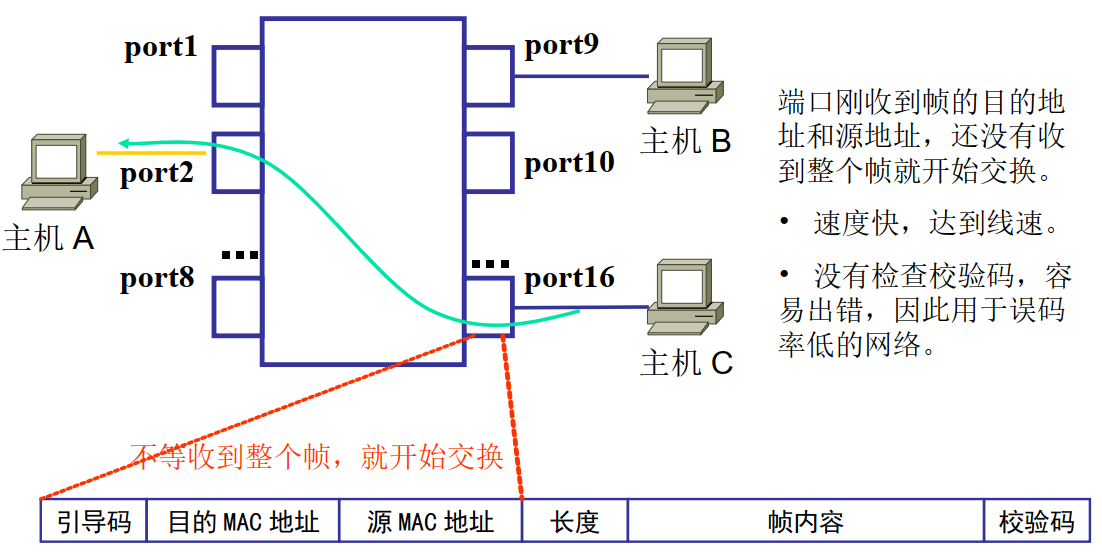 port1
port9
主机 B
主机 A
port2
port10
port8
port16
主机 C
端口刚收到帧的目的地
址和源地址，还没有收
到整个帧就开始交换。
• 速度快，达到线速。
• 没有检查校验码，容
易出错，因此用于误码
率低的网络。
不等收到整个帧，就开始交换
引导码 目的 MAC 地址 源 MAC 地址 长度 帧内容 校验码